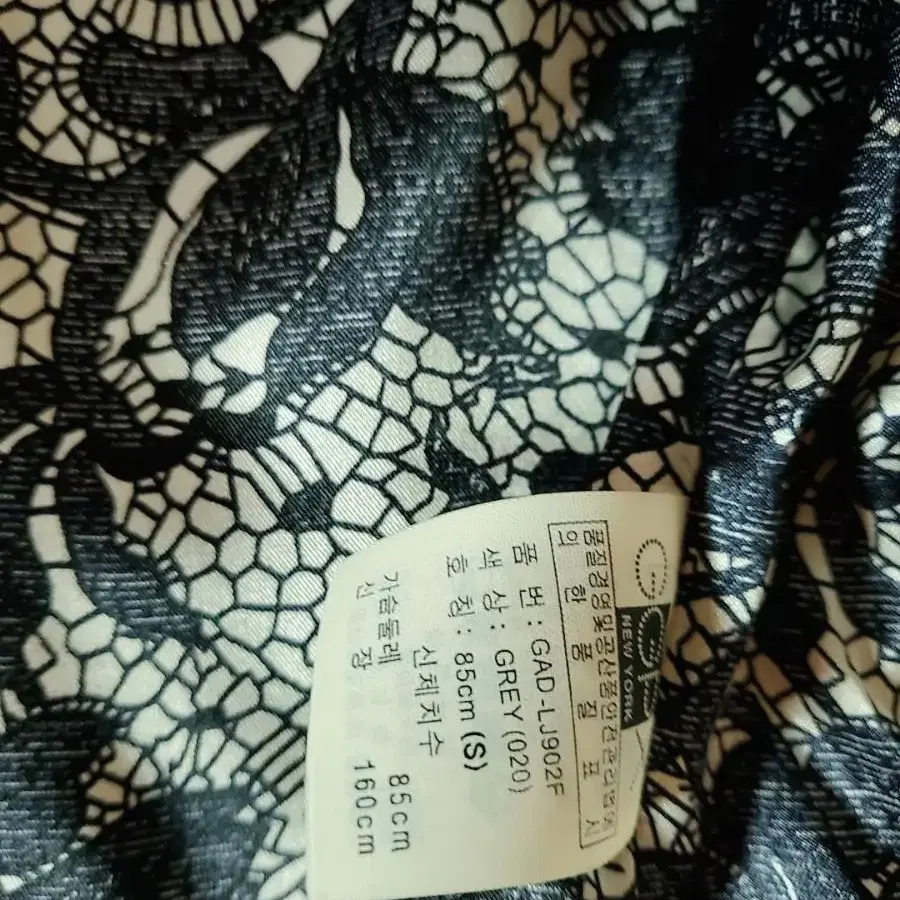 NEW YORK
품질경영및공산품안전관리법에
의한 품질표시
품 번 : GAD-LJ902F
색 상 : GREY (020)
호 칭 : 85cm (S)
신체치수
가슴둘레 85cm
신 장 160cm